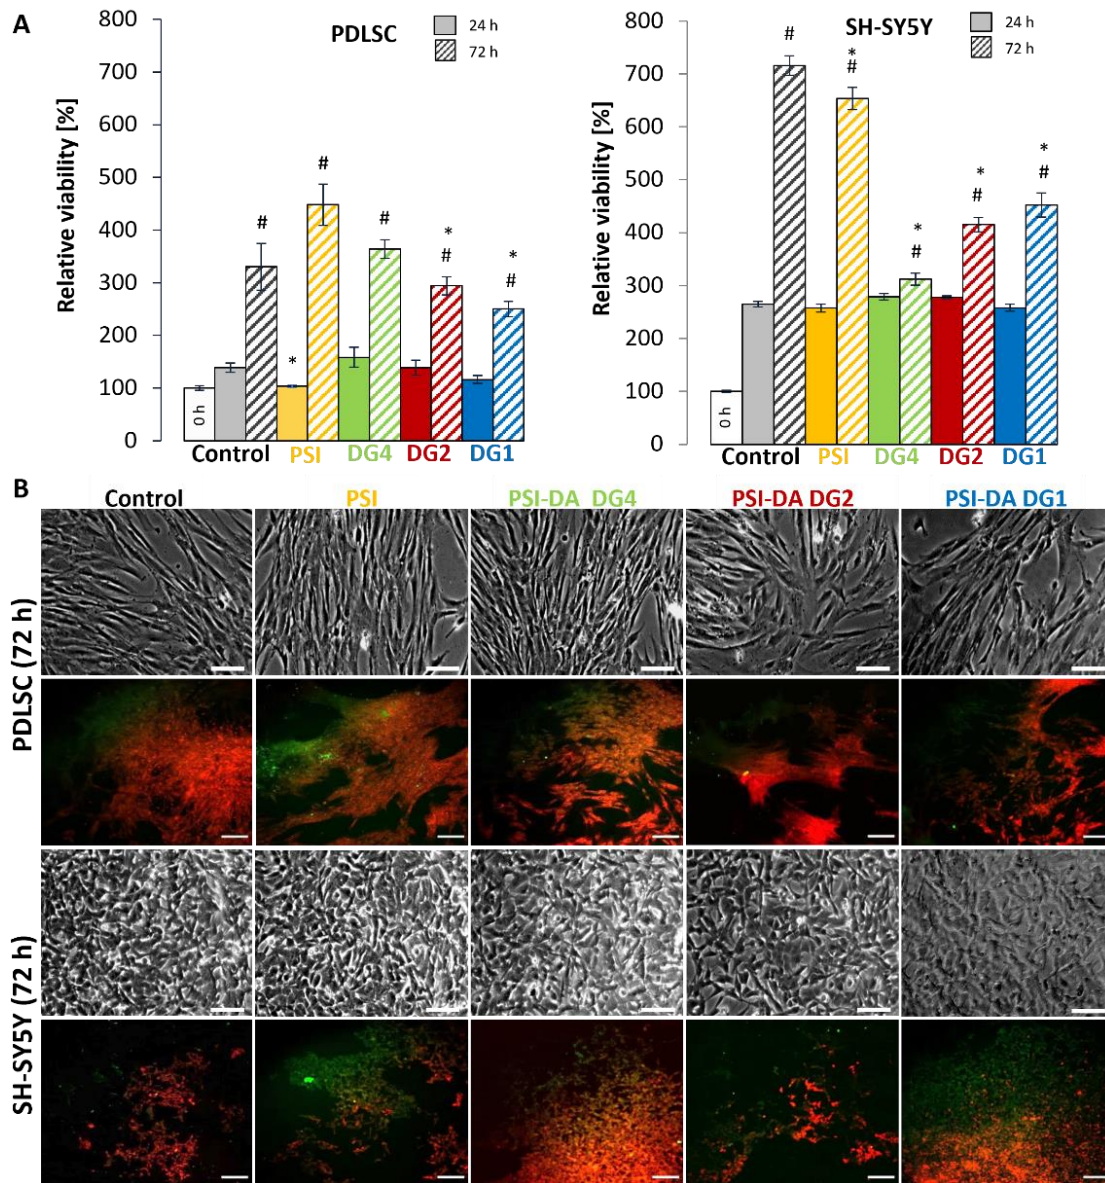 A
PDLSC
24 h
72 h
Relative viability [%]
800
700
600
500
400
300
200
100
0
#
#
#
*
#
*
#
*
0 h
Control
PSI
DG4
DG2
DG1
SH-SY5Y
24 h
72 h
Relative viability [%]
800
700
600
500
400
300
200
100
0
#
*
#
*
#
*
#
*
#
0 h
Control
PSI
DG4
DG2
DG1
B
Control
PSI
PSI-DA DG4
PSI-DA DG2
PSI-DA DG1
PDLSC (72 h)
SH-SY5Y (72 h)